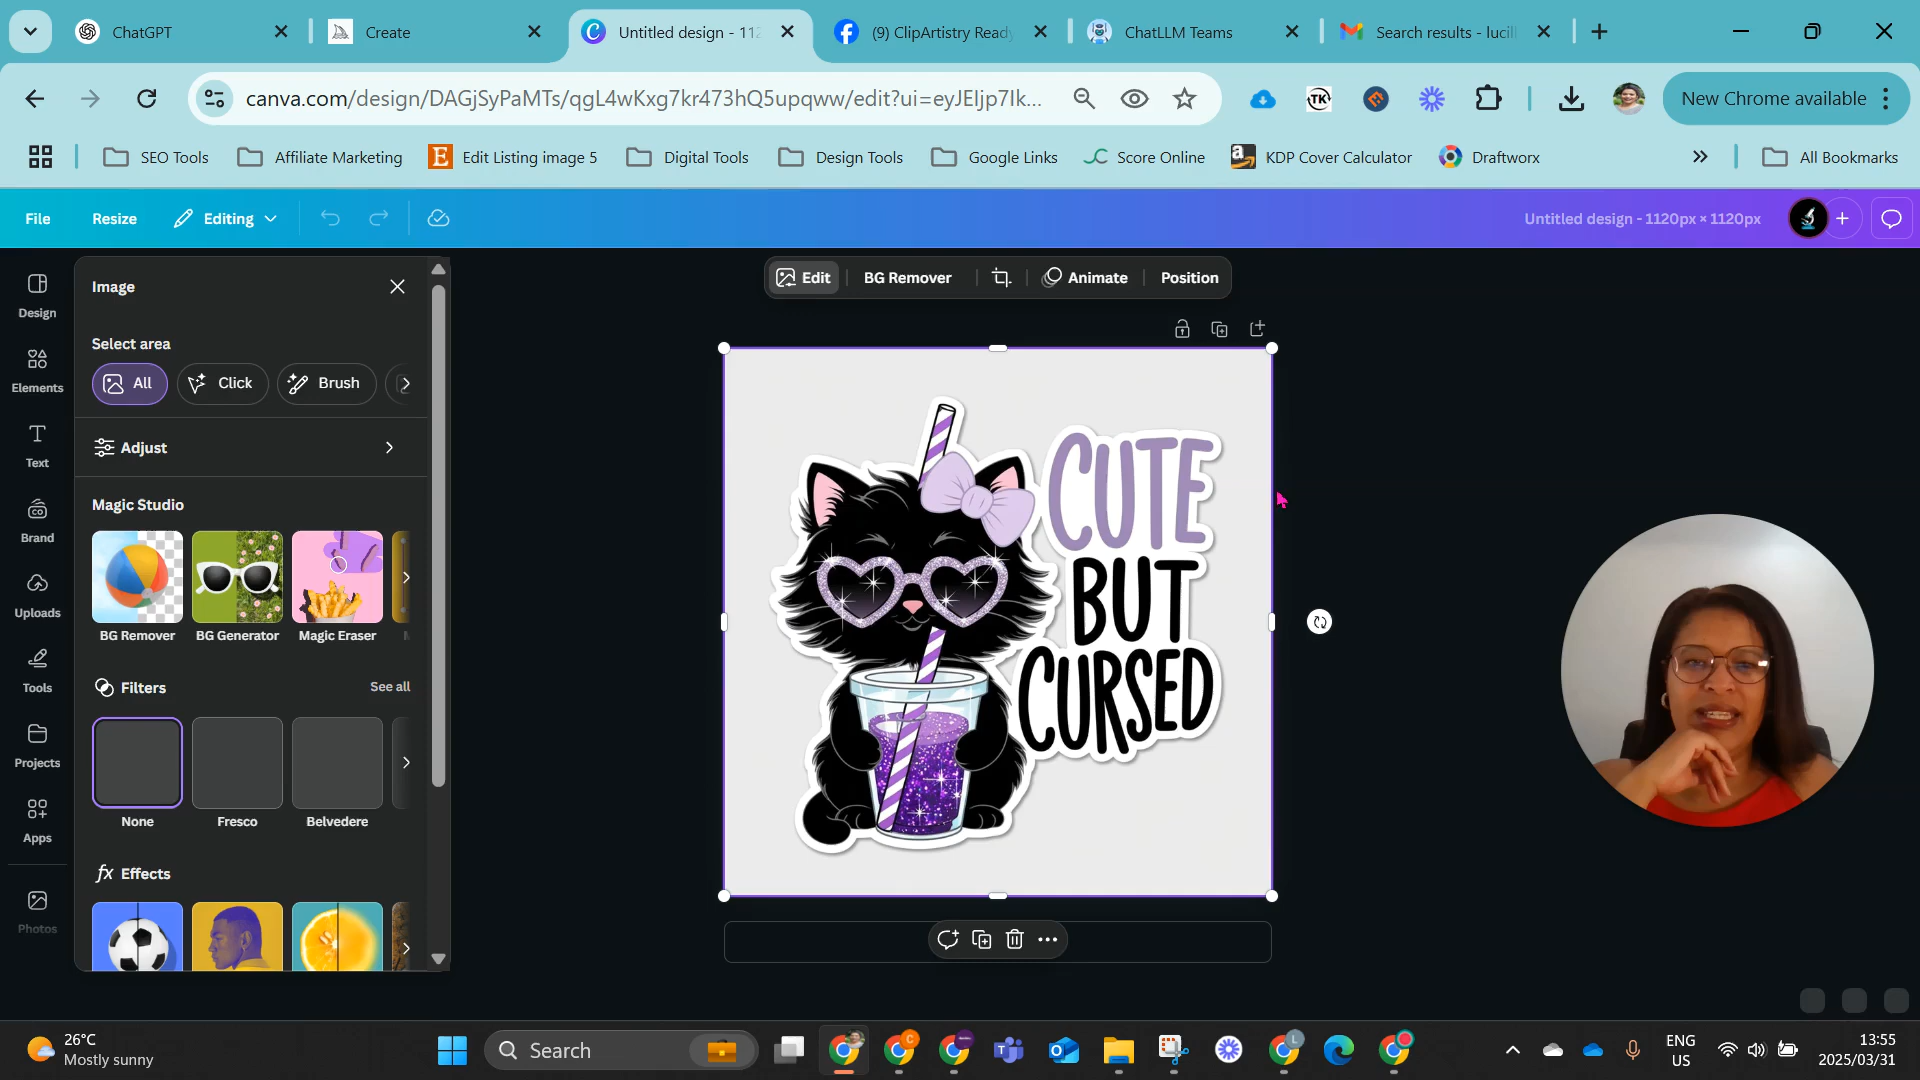 ChatGPT
Create
Untitled design - 112
(9) ClipArtistry Ready
ChatLLM Teams
Search results - lucil
canva.com/design/DAGjSyPaMTs/qgL4wKxg7kr473hQ5upqww/edit?ui=eyJEIjp7Ik...
New Chrome available
SEO Tools
Affiliate Marketing
Edit Listing image 5
Digital Tools
Design Tools
Google Links
Score Online
KDP Cover Calculator
Draftworx
All Bookmarks
File
Resize
Editing
Untitled design - 1120px × 1120px
Design
Elements
Text
Brand
Uploads
Tools
Projects
Apps
Photos
Image
Select area
All
Click
Brush
Adjust
Magic Studio
BG Remover
BG Generator
Magic Eraser
Filters
See all
None
Fresco
Belvedere
fx Effects
Edit
BG Remover
Animate
Position
CUTE
BUT
CURSED
26°C
Mostly sunny
Search
ENG
US
13:55
2025/03/31